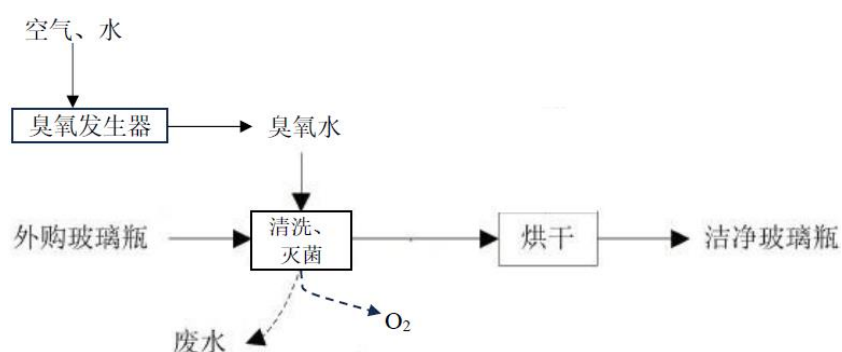 空气、水
臭氧发生器
臭氧水
外购玻璃瓶
清洗、
灭菌
烘干
洁净玻璃瓶
O₂
废水